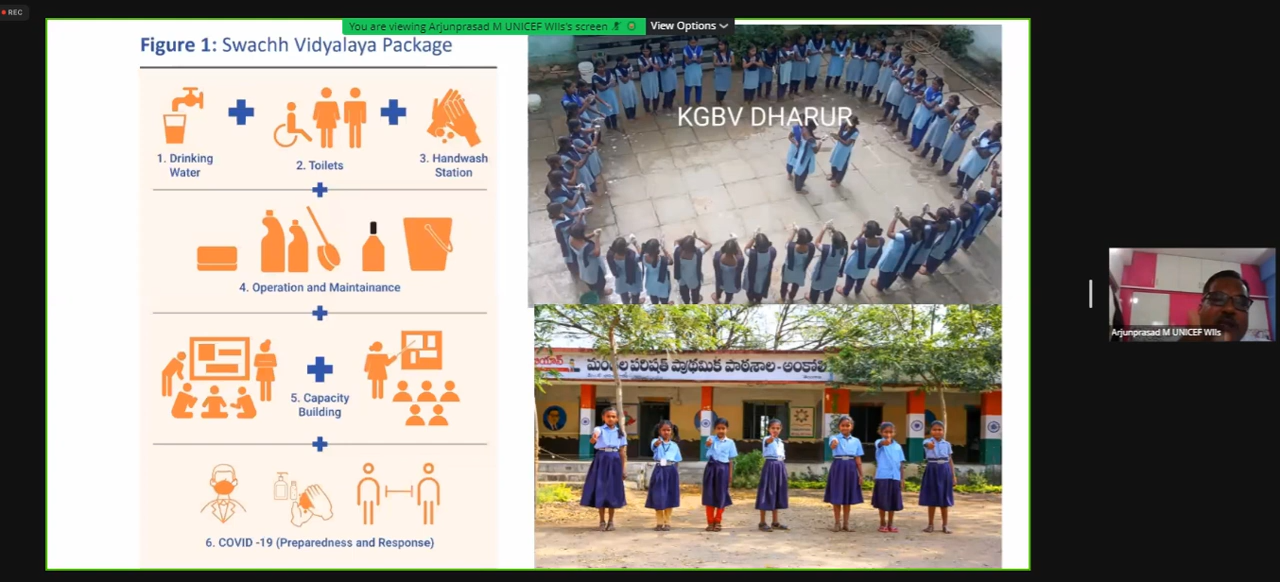 REC
You are viewing Arjunprasad M UNICEF WIIs's screen
View Options
Figure 1: Swachh Vidyalaya Package
1. Drinking
Water
2. Toilets
3. Handwash
Station
4. Operation and Maintainance
5. Capacity
Building
6. COVID -19 (Preparedness and Response)
KGBV DHARUR
మండల పరిషత్ ప్రాథమిక పాఠశాల-అంకోలి
Arjunprasad M UNICEF WIIs